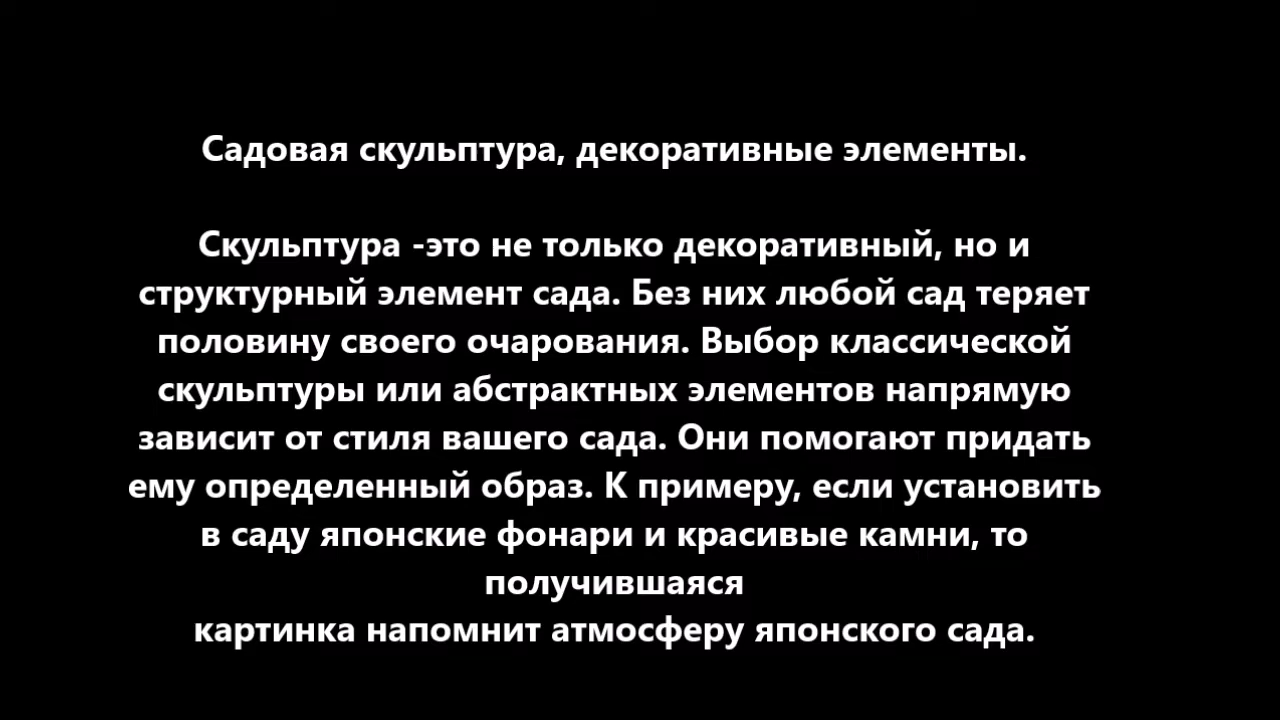 Садовая скульптура, декоративные элементы.
Скульптура -это не только декоративный, но и
структурный элемент сада. Без них любой сад теряет
половину своего очарования. Выбор классической
скульптуры или абстрактных элементов напрямую
зависит от стиля вашего сада. Они помогают придать
ему определенный образ. К примеру, если установить
в саду японские фонари и красивые камни, то
получившаяся
картинка напомнит атмосферу японского сада.